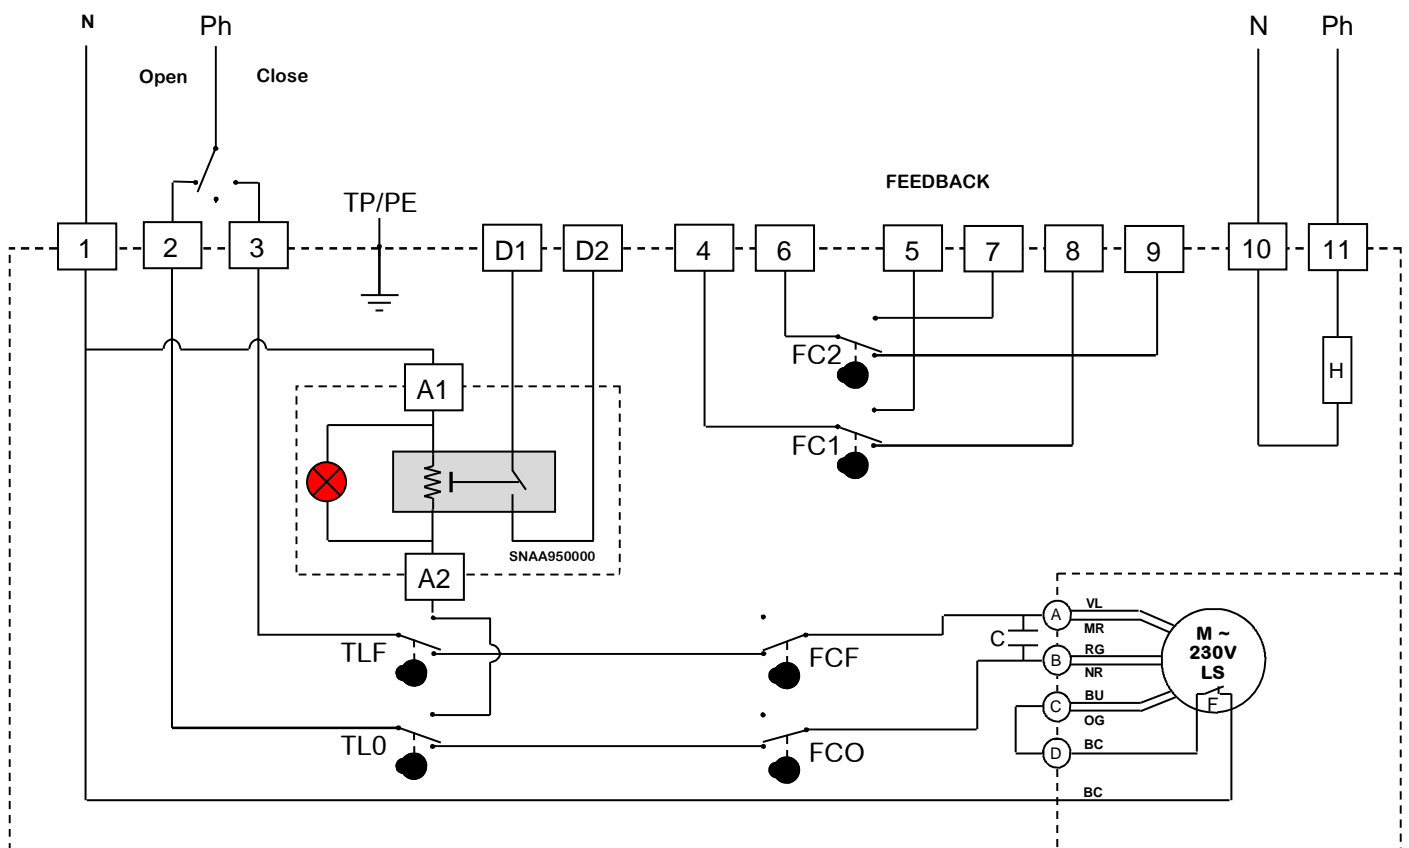 N
Ph
N
Ph
Open
Close
FEEDBACK
TP/PE
1
2
3
D1
D2
4
6
5
7
8
9
10
11
FC2
A1
H
FC1
SNAA950000
A2
A
VL
MR
C
M ~
230V
LS
TLF
FCF
B
RG
NR
C
BU
OG
F
TL0
FCO
D
BC
BC